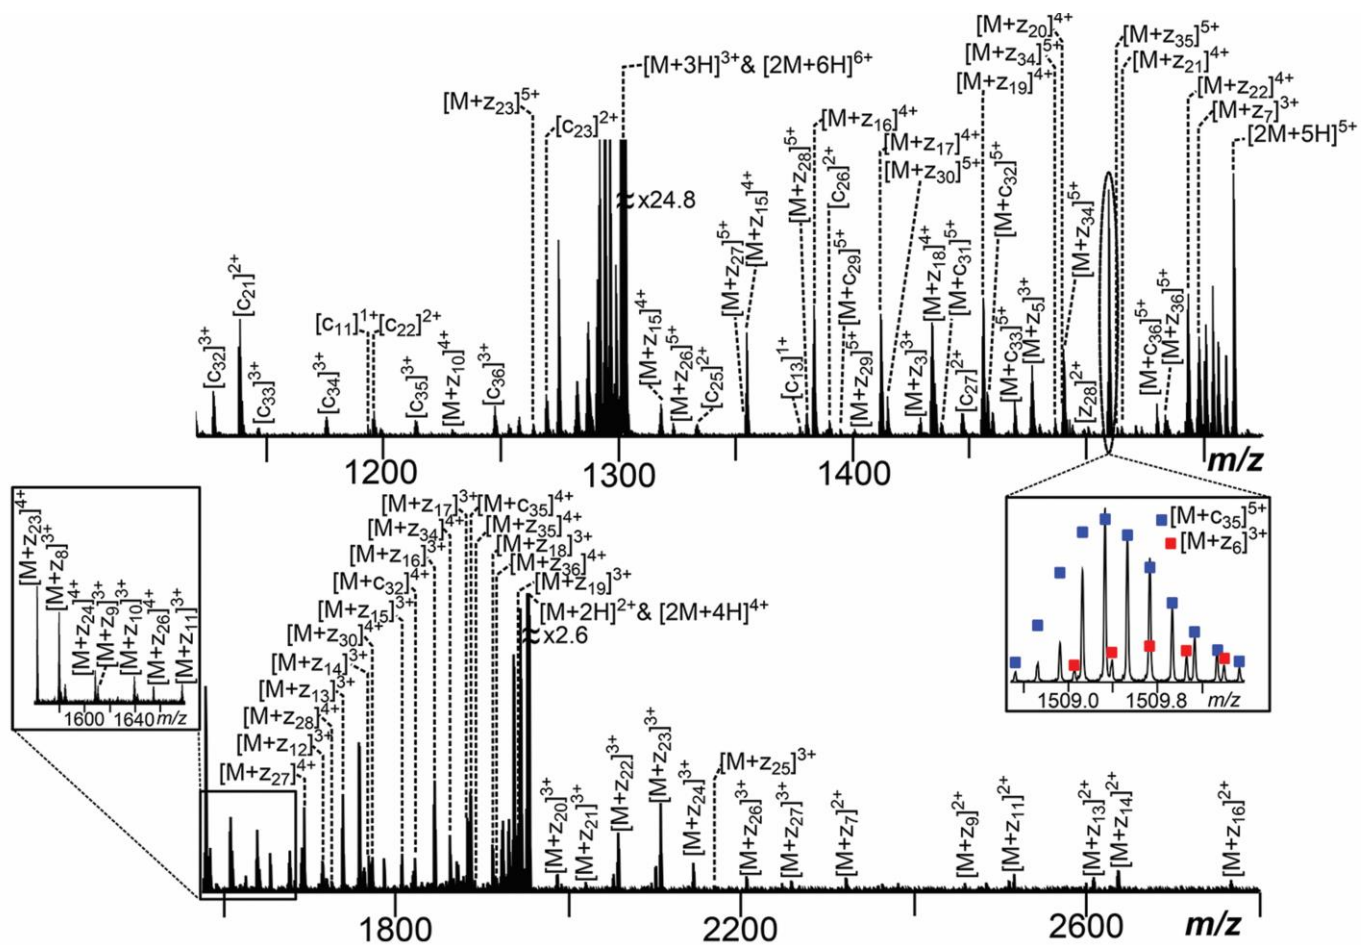 [M+z20]4+
[M+z35]5+
[M+z34]5+
[M+z21]4+
[M+3H]3+ & [2M+6H]6+
[M+z19]4+
[M+z22]4+
[M+z23]5+
[M+z7]3+
[c23]2+
[M+z16]4+
[2M+5H]5+
[M+z17]4+
[M+z30]5+
≈x24.8
[c32]3+
[c21]2+
[c33]3+
[c34]3+
[c11]1+
[c22]2+
[c35]3+
[M+z10]4+
[c36]3+
[M+z15]4+
[M+z26]5+
[c25]2+
[M+z27]5+
[M+z15]4+
[c13]1+
[M+z28]5+
[c26]2+
[M+c29]5+
[M+z29]5+
[M+z3]3+
[M+z18]4+
[M+c31]5+
[c27]2+
[M+c32]5+
[M+c33]5+
[M+z5]3+
[M+z34]5+
[z28]2+
[M+c36]5+
[M+z36]5+
1200
1300
1400
m/z
[M+c35]5+
[M+z6]3+
1509.0
1509.8
m/z
[M+z23]4+
[M+z8]3+
[M+z24]4+
[M+z9]3+
[M+z10]3+
[M+z26]4+
[M+z11]3+
1600
1640
m/z
[M+z17]3+
[M+c35]4+
[M+z34]4+
[M+z35]4+
[M+z16]3+
[M+z18]3+
[M+z36]4+
[M+c32]4+
[M+z19]3+
[M+z15]3+
[M+2H]2+ & [2M+4H]4+
[M+z30]4+
≈x2.6
[M+z14]3+
[M+z13]3+
[M+z28]4+
[M+z12]3+
[M+z27]4+
[M+z20]3+
[M+z21]3+
[M+z22]3+
[M+z23]3+
[M+z24]3+
[M+z25]3+
[M+z26]3+
[M+z27]3+
[M+z7]2+
[M+z9]2+
[M+z11]2+
[M+z13]2+
[M+z14]2+
[M+z16]2+
1800
2200
2600
m/z